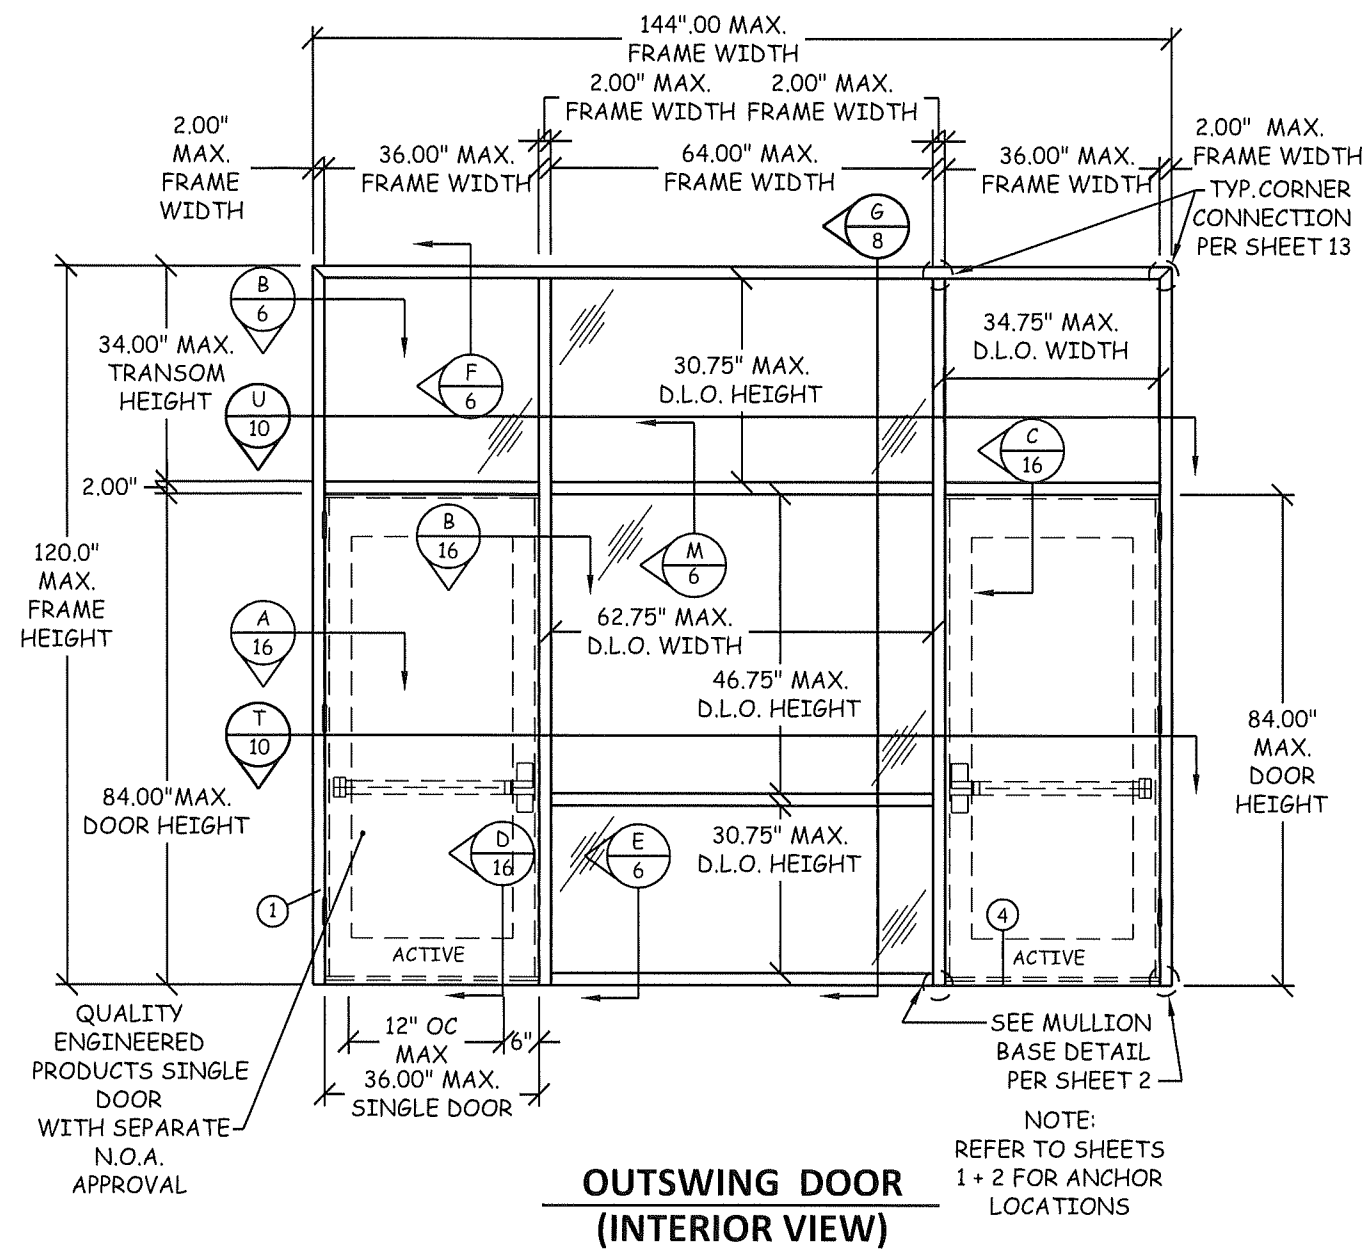 144".00 MAX.
FRAME WIDTH
2.00" MAX.
FRAME WIDTH
2.00" MAX.
FRAME WIDTH
2.00"
MAX.
FRAME
WIDTH
36.00" MAX.
FRAME WIDTH
64.00" MAX.
FRAME WIDTH
36.00" MAX.
FRAME WIDTH
2.00" MAX.
FRAME WIDTH
TYP.CORNER
CONNECTION
PER SHEET 13
G
8
B
6
34.00" MAX.
TRANSOM
HEIGHT
F
6
30.75" MAX.
D.L.O. HEIGHT
34.75" MAX.
D.L.O. WIDTH
U
10
C
16
2.00"
B
16
M
6
120.0"
MAX.
FRAME
HEIGHT
A
16
62.75" MAX.
D.L.O. WIDTH
46.75" MAX.
D.L.O. HEIGHT
T
10
84.00" 
MAX.
DOOR
HEIGHT
84.00"MAX.
DOOR HEIGHT
D
16
E
6
30.75" MAX.
D.L.O. HEIGHT
1
4
ACTIVE
ACTIVE
QUALITY
ENGINEERED
PRODUCTS SINGLE
DOOR
WITH SEPARATE
N.O.A.
APPROVAL
12" OC
MAX
6"
36.00" MAX.
SINGLE DOOR
SEE MULLION
BASE DETAIL
PER SHEET 2
NOTE:
REFER TO SHEETS
1 + 2 FOR ANCHOR
LOCATIONS
OUTSWING DOOR
(INTERIOR VIEW)